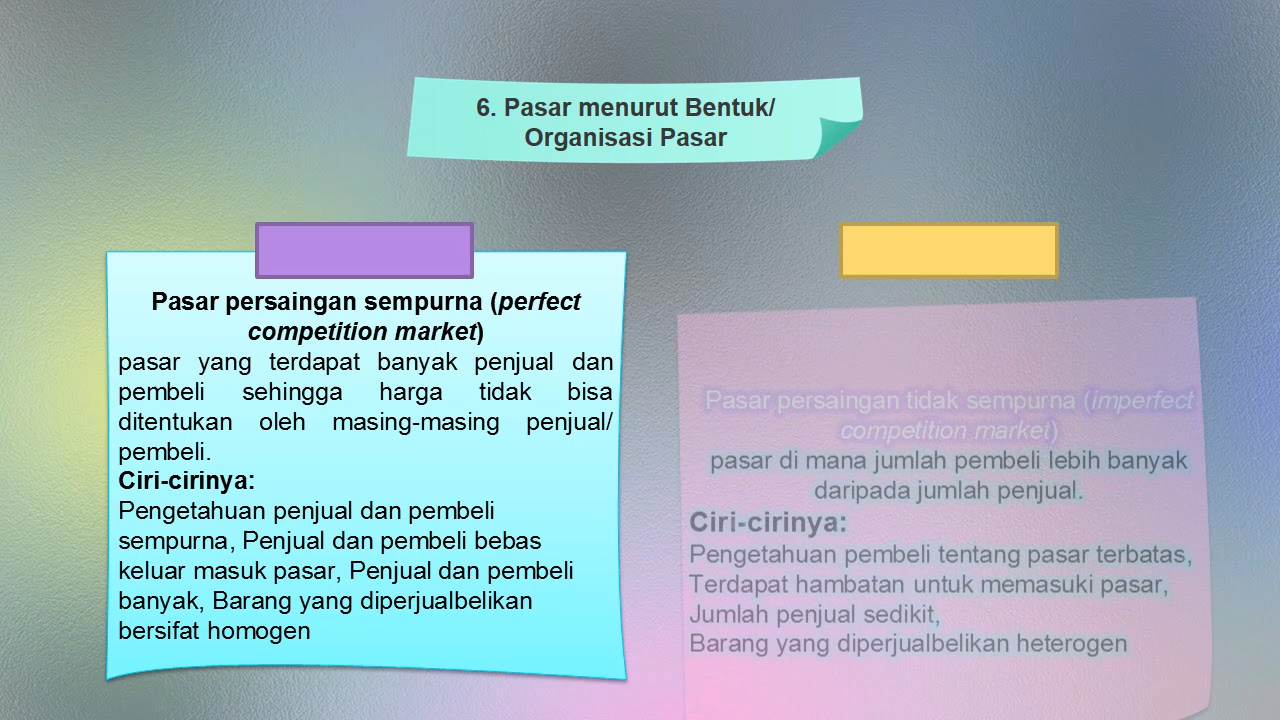 6. Pasar menurut Bentuk/
Organisasi Pasar
Pasar persaingan sempurna (perfect
competition market)
pasar yang terdapat banyak penjual dan
pembeli sehingga harga tidak bisa
ditentukan oleh masing-masing penjual/
pembeli.
Ciri-cirinya:
Pengetahuan penjual dan pembeli
sempurna, Penjual dan pembeli bebas
keluar masuk pasar, Penjual dan pembeli
banyak, Barang yang diperjualbelikan
bersifat homogen
Pasar persaingan tidak sempurna (imperfect
competition market)
pasar di mana jumlah pembeli lebih banyak
daripada jumlah penjual.
Ciri-cirinya:
Pengetahuan pembeli tentang pasar terbatas,
Terdapat hambatan untuk memasuki pasar,
Jumlah penjual sedikit,
Barang yang diperjualbelikan heterogen